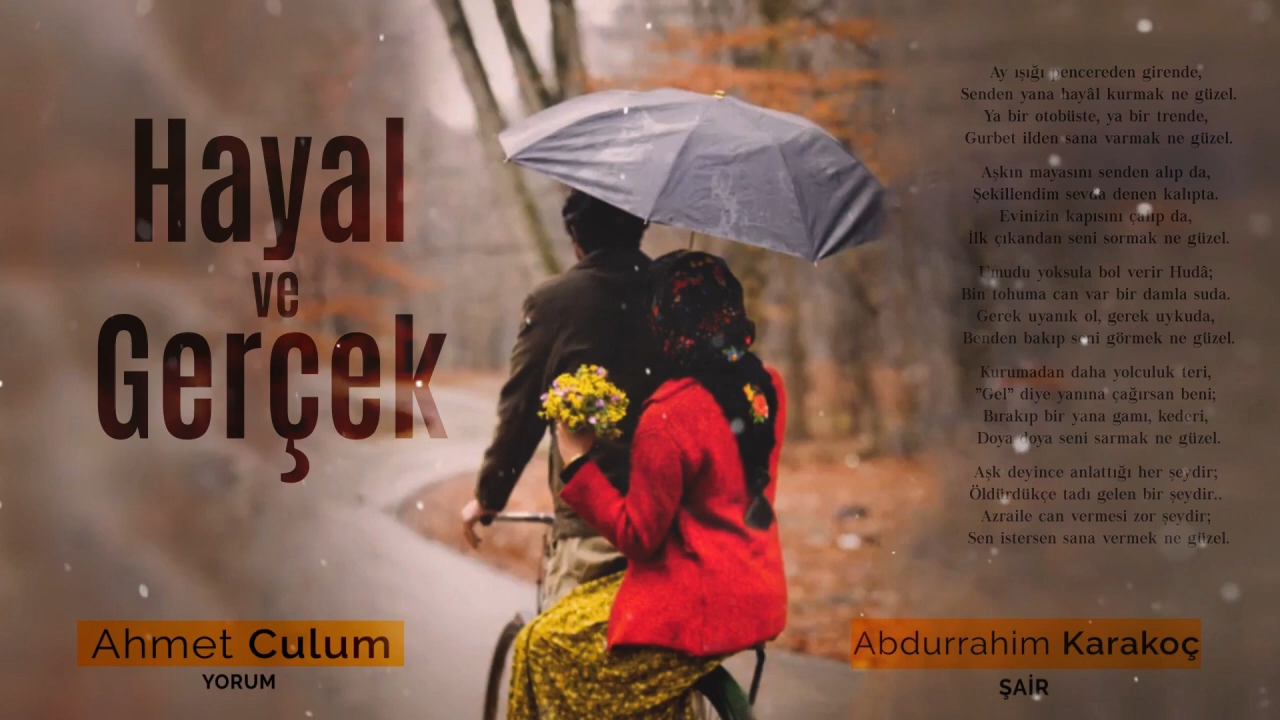 Hayal
ve
Gerçek
Ay ışığı pencereden girende,
Senden yana hayâl kurmak ne güzel.
Ya bir otobüste, ya bir trende,
Gurbet ilden sana varmak ne güzel.
Aşkın mayasını senden alıp da,
Şekillendim sevda denen kalıpta.
Evinizin kapısını çalıp da,
İlk çıkandan seni sormak ne güzel.
Umudu yoksula bol verir Hudâ;
Bin tohuma can var bir damla suda.
Gerek uyanık ol, gerek uykuda,
Benden bakıp seni görmek ne güzel.
Kurumadan daha yolculuk teri,
"Gel" diye yanına çağırsan beni;
Bırakıp bir yana gamı, kederi,
Doya doya seni sarmak ne güzel.
Aşk deyince anlattığı her şeydir;
Öldürdükçe tadı gelen bir şeydir..
Azraile can vermesi zor şeydir;
Sen istersen sana vermek ne güzel.
Ahmet Culum
YORUM
Abdurrahim Karakoç
ŞAİR